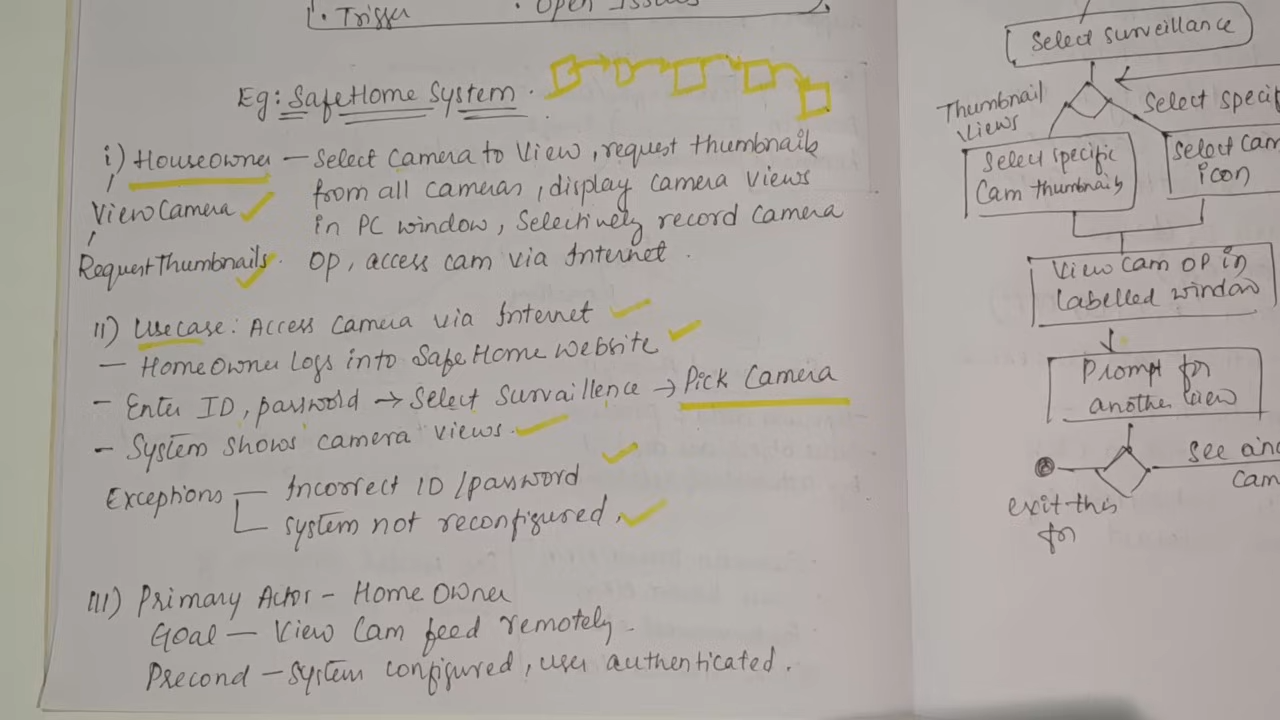 • Trigger • Open Issues
Eg: SafeHome System.
i) Houseowner — Select camera to View, request thumbnails
from all cameras, display camera views
View Camera
in PC window, Selectively record camera
Request Thumbnails. Op, access cam via Internet.
II) Usecase: Access Camera via Internet
— HomeOwner Logs into SafeHome website
— Enter ID, password → Select Survaillence → Pick Camera
— System shows camera views.
Exceptions — Incorrect ID/password
system not reconfigured.
III) Primary Actor – Home Owner
Goal — View Cam feed remotely.
Precond — System configured, user authenticated.
Select surveillance
Thumbnail
Views
Select specif
Select specific
Cam thumbnails
Select cam
icon
View Cam Op in
labelled window
Prompt for
another view
See
cam
exit this
fn